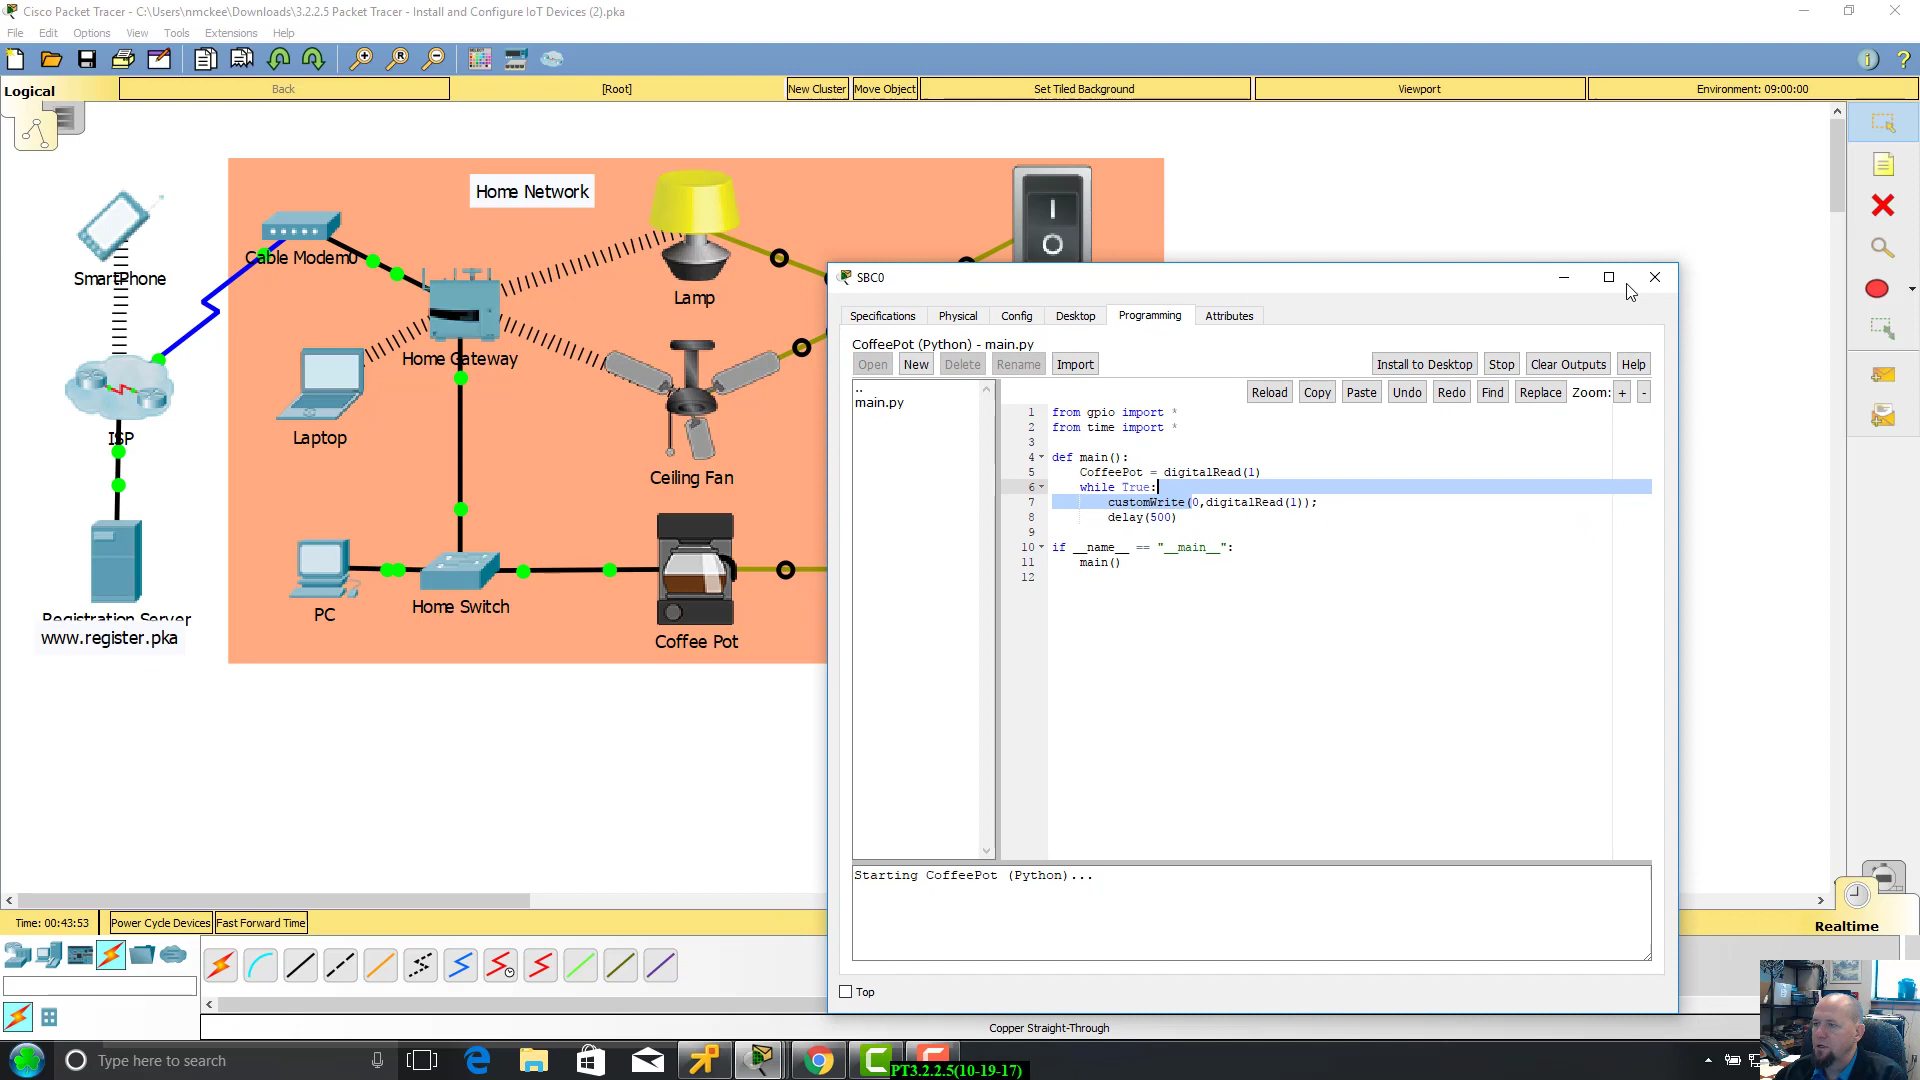 Cisco Packet Tracer - C:\Users\nmckee\Downloads\3.2.2.5 Packet Tracer - Install and Configure IoT Devices (2).pka
File Edit Options View Tools Extensions Help
Logical Back [Root] New Cluster Move Object Set Tiled Background Viewport Environment: 09:00:00
Home Network
SmartPhone
Cable Modem0
Lamp
Home Gateway
Laptop
ISP
Ceiling Fan
PC
Home Switch
Coffee Pot
Registration Server
www.register.pka
SBC0
Specifications Physical Config Desktop Programming Attributes
CoffeePot (Python) - main.py
Open New Delete Rename Import Install to Desktop Stop Clear Outputs Help
Reload Copy Paste Undo Redo Find Replace Zoom: + -
..
main.py
1 from gpio import *
2 from time import *
3
4 def main():
5 CoffeePot = digitalRead(1)
6 while True:
7 customWrite(0,digitalRead(1));
8 delay(500)
9
10 if __name__ == "__main__":
11 main()
12
Starting CoffeePot (Python)...
Top
Time: 00:43:53 Power Cycle Devices Fast Forward Time
Realtime
Copper Straight-Through
Type here to search
PT3.2.2.5(10-19-17)